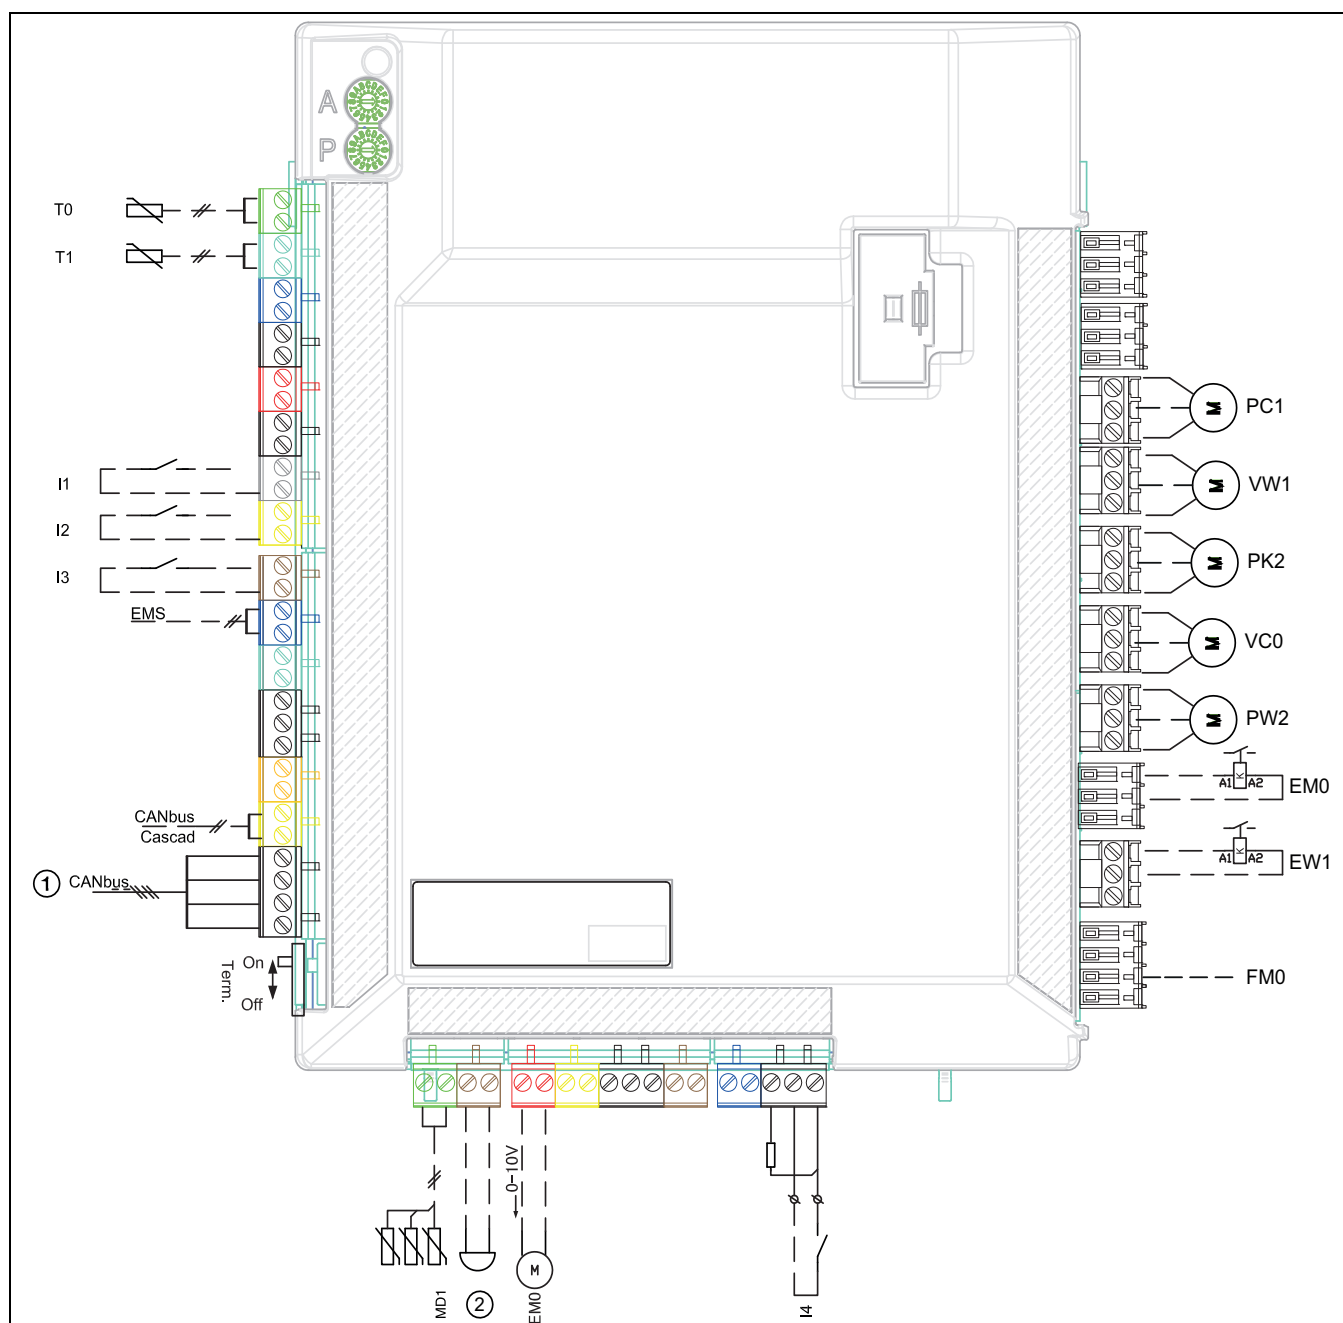 A
P
T0
T1
I1
I2
I3
EMS
CANbus
Cascad
1 CANbus
Term.
On
Off
M PC1
M VW1
M PK2
M VC0
M PW2
A1 K A2 EM0
A1 K A2 EW1
FM0
MD1
2
0-10V
M
EM0
I4